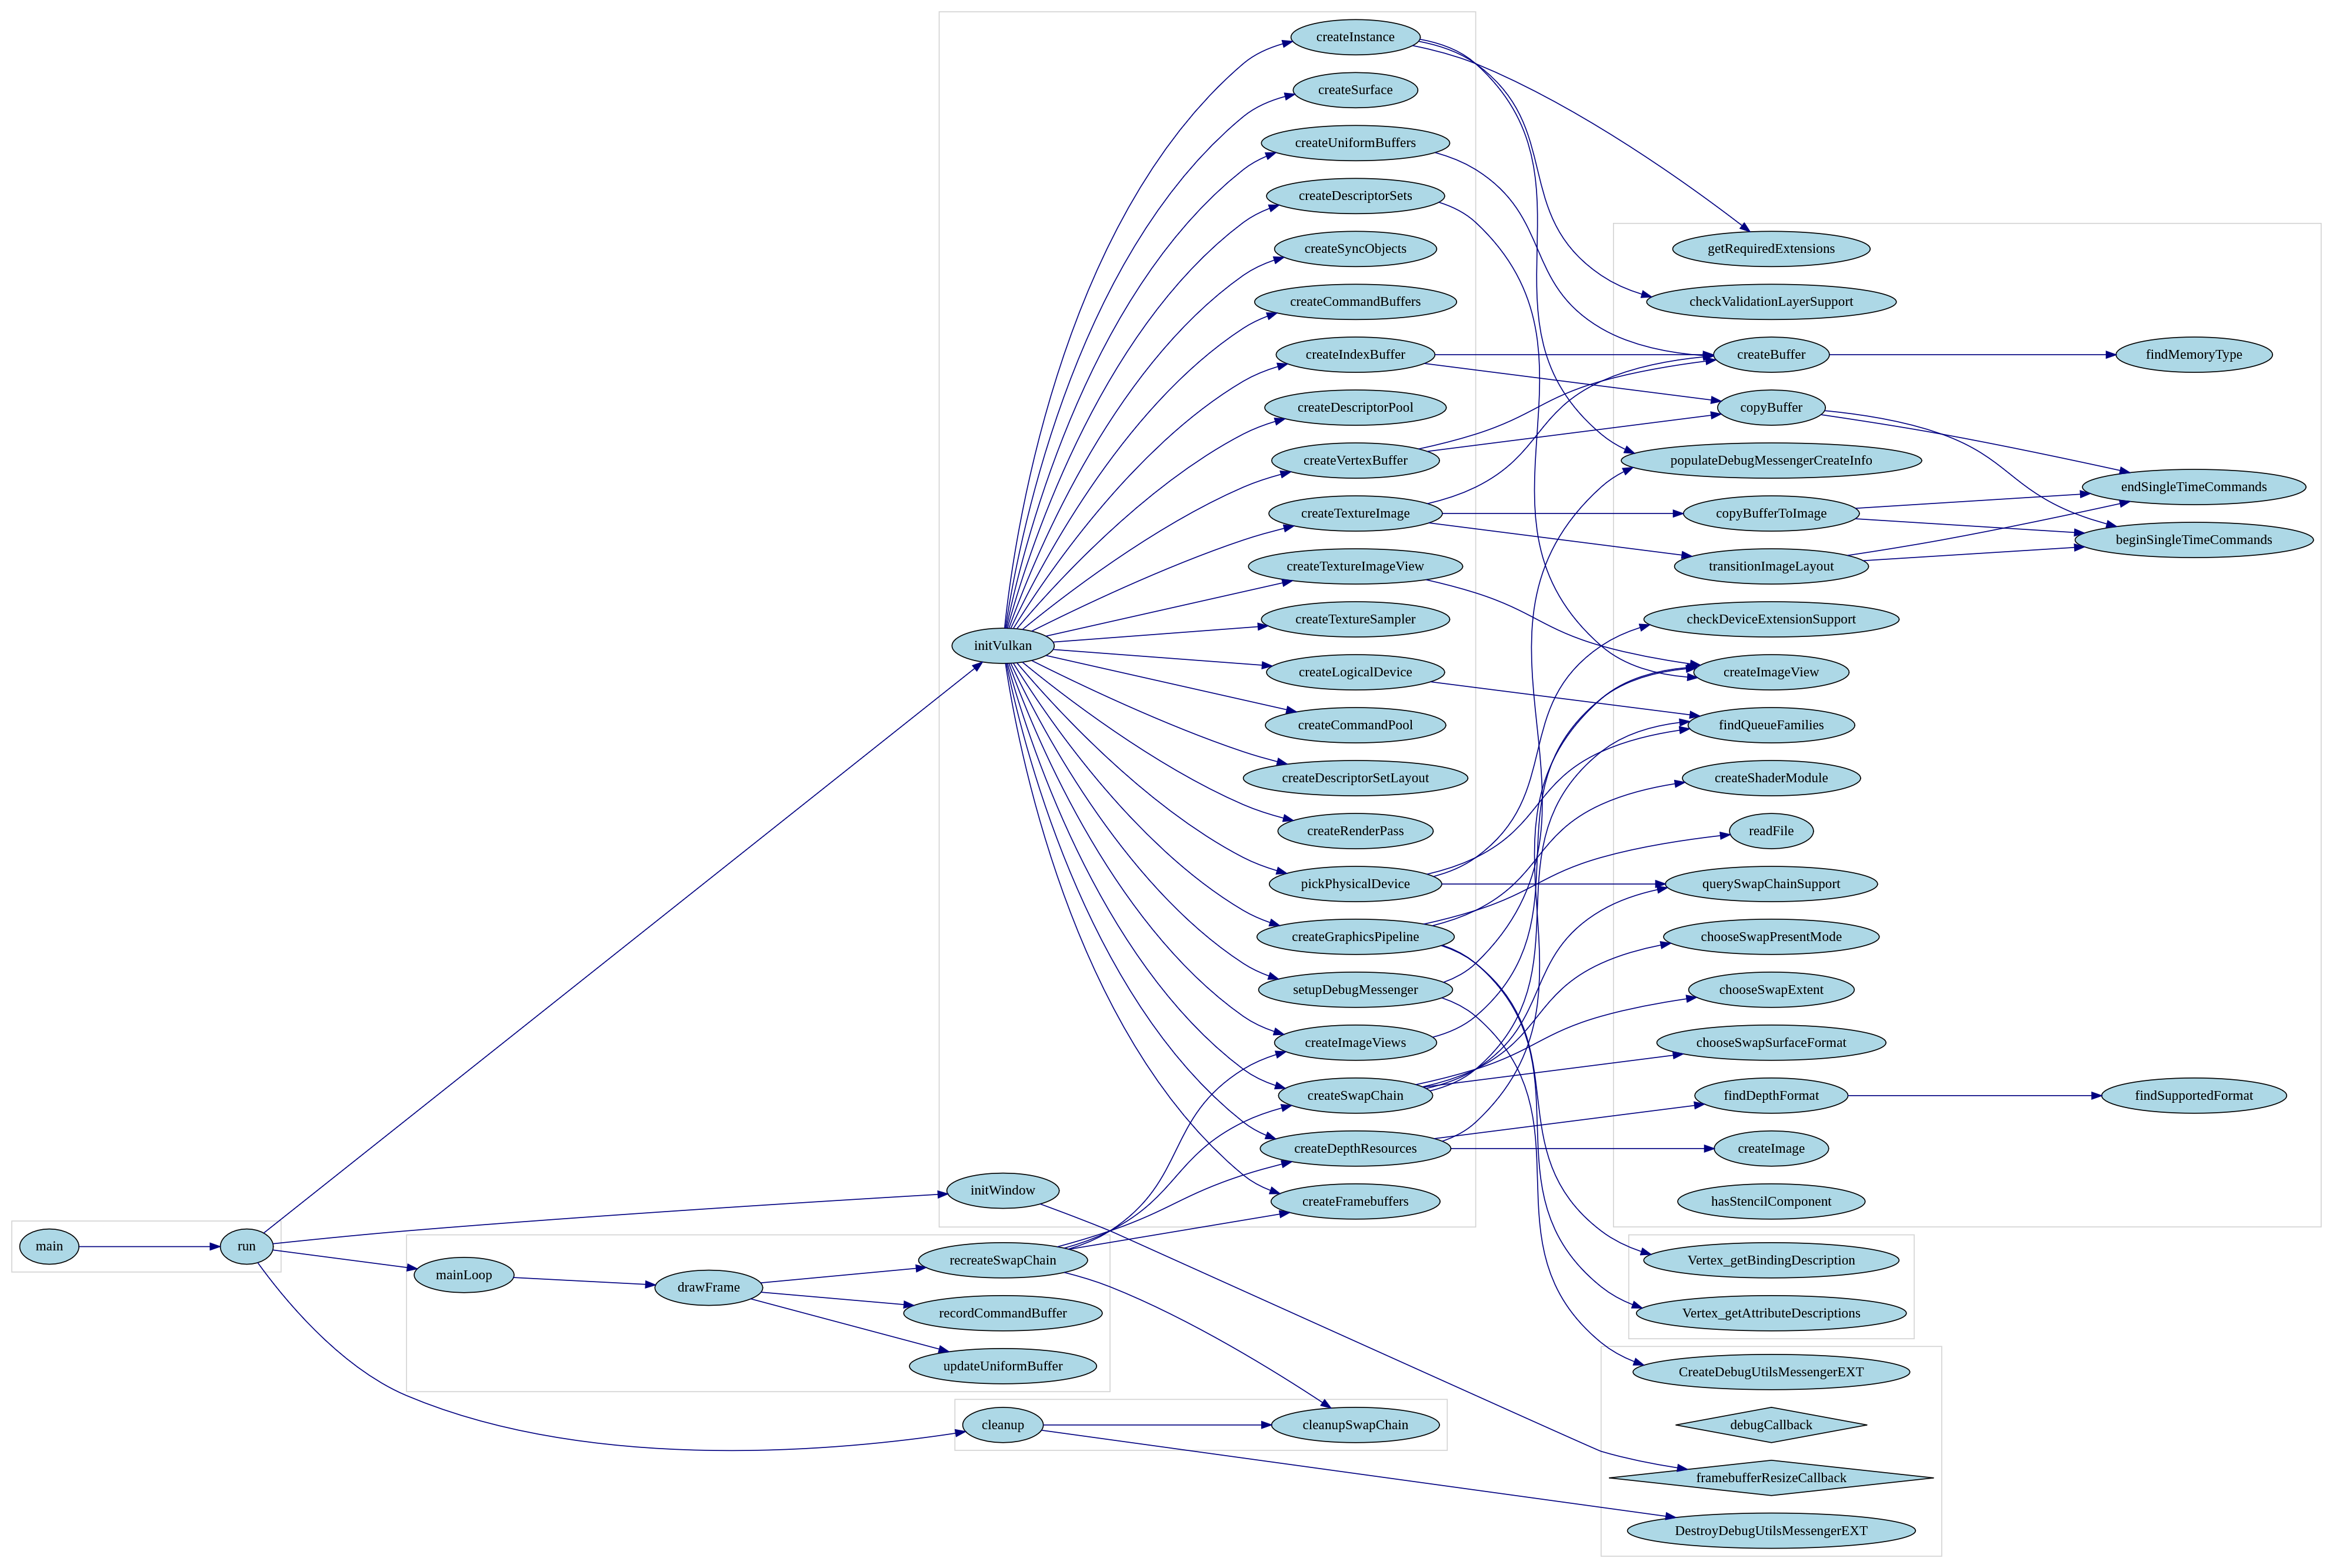 main
run
mainLoop
drawFrame
recreateSwapChain
recordCommandBuffer
updateUniformBuffer
initVulkan
initWindow
cleanup
cleanupSwapChain
createInstance
createSurface
createUniformBuffers
createDescriptorSets
createSyncObjects
createCommandBuffers
createIndexBuffer
createDescriptorPool
createVertexBuffer
createTextureImage
createTextureImageView
createTextureSampler
createLogicalDevice
createCommandPool
createDescriptorSetLayout
createRenderPass
pickPhysicalDevice
createGraphicsPipeline
setupDebugMessenger
createImageViews
createSwapChain
createDepthResources
createFramebuffers
getRequiredExtensions
checkValidationLayerSupport
createBuffer
copyBuffer
populateDebugMessengerCreateInfo
copyBufferToImage
transitionImageLayout
checkDeviceExtensionSupport
createImageView
findQueueFamilies
createShaderModule
readFile
querySwapChainSupport
chooseSwapPresentMode
chooseSwapExtent
chooseSwapSurfaceFormat
findDepthFormat
createImage
hasStencilComponent
findMemoryType
endSingleTimeCommands
beginSingleTimeCommands
findSupportedFormat
Vertex_getBindingDescription
Vertex_getAttributeDescriptions
CreateDebugUtilsMessengerEXT
debugCallback
framebufferResizeCallback
DestroyDebugUtilsMessengerEXT